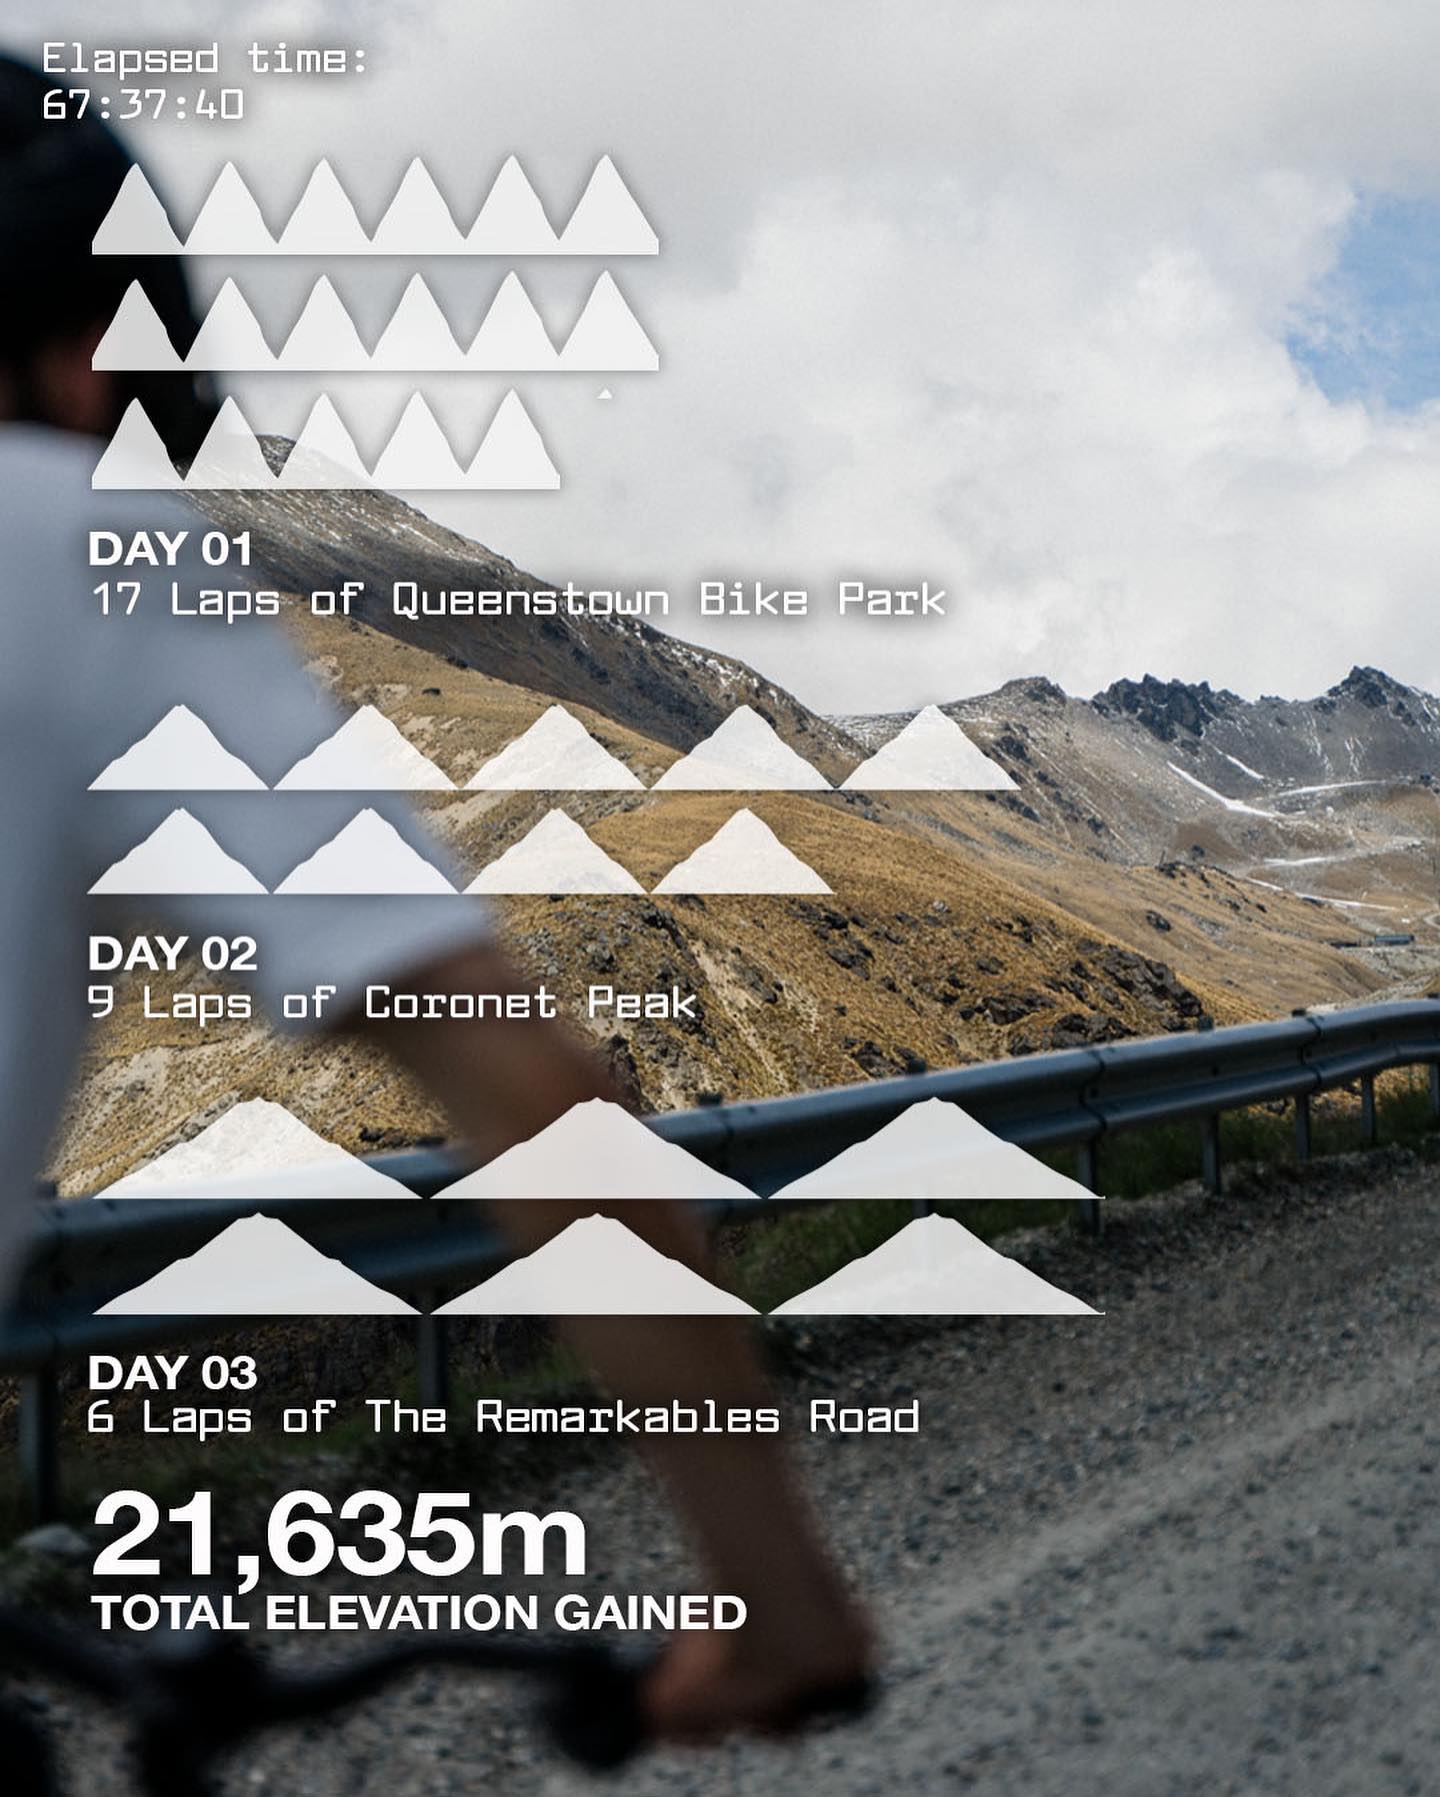 Elapsed time:
67:37:40
DAY 01
17 Laps of Queenstown Bike Park
DAY 02
9 Laps of Coronet Peak
DAY 03
6 Laps of The Remarkables Road
21,635m
TOTAL ELEVATION GAINED